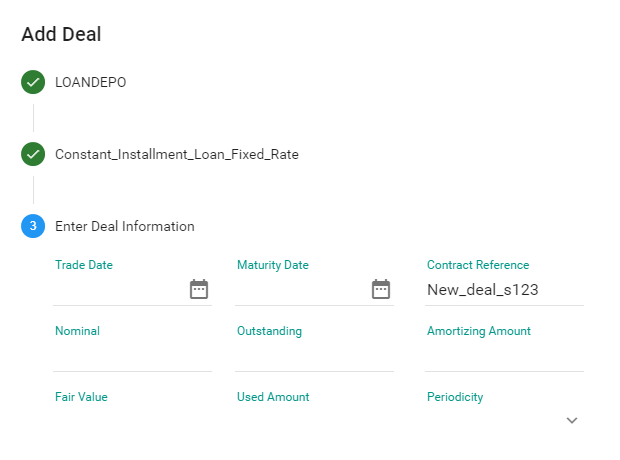 Add Deal
LOANDEPO
Constant_Installment_Loan_Fixed_Rate
3 Enter Deal Information
Trade Date Maturity Date Contract Reference
New_deal_s123
Nominal Outstanding Amortizing Amount
Fair Value Used Amount Periodicity